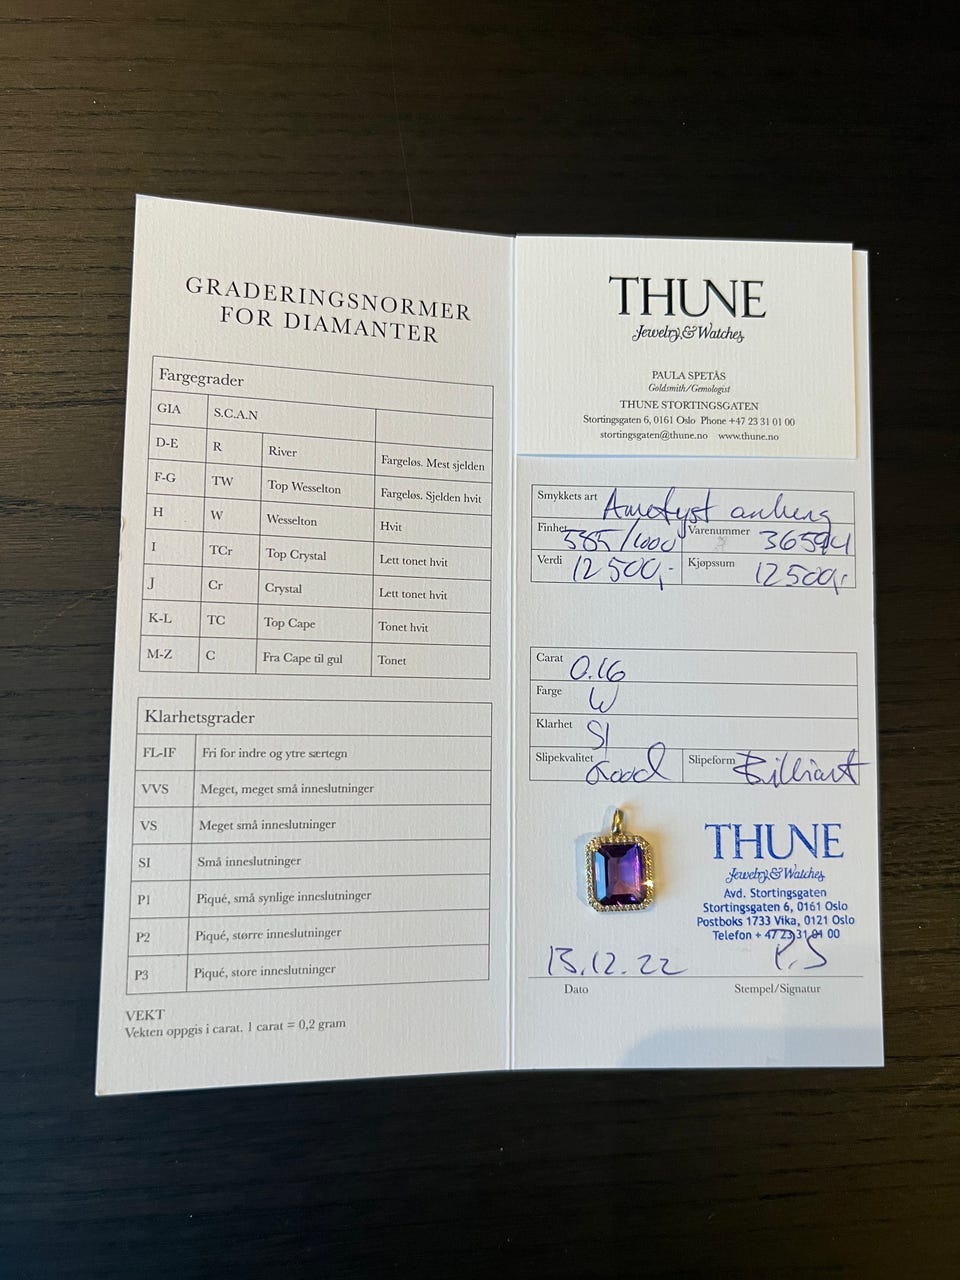 GRADERINGSNORMER
FOR DIAMANTER
Fargegrader
GIA S.C.A.N
D-E R River Fargeløs. Mest sjelden
F-G TW Top Wesselton Fargeløs. Sjelden hvit
H W Wesselton Hvit
I TCr Top Crystal Lett tonet hvit
J Cr Crystal Lett tonet hvit
K-L TC Top Cape Tonet hvit
M-Z C Fra Cape til gul Tonet
Klarhetsgrader
FL-IF Fri for indre og ytre særtegn
VVS Meget, meget små inneslutninger
VS Meget små inneslutninger
SI Små inneslutninger
P1 Piqué, små synlige inneslutninger
P2 Piqué, større inneslutninger
P3 Piqué, store inneslutninger
VEKT
Vekten oppgis i carat. 1 carat = 0,2 gram
THUNE
Jewelry & Watches
PAULA SPETÅS
Goldsmith/Gemologist
THUNE STORTINGSGATEN
Stortingsgaten 6, 0161 Oslo Phone +47 23 31 01 00
stortingsgaten@thune.no www.thune.no
Smykkets art Ametyst anheng
Finhet 585/1000 Varenummer
Verdi 12 500,- Kjøpssum 12 500,-
Carat 0.16
Farge W
Klarhet SI
Slipekvalitet Good Slipeform Billiant
THUNE
Jewelry & Watches
Avd. Stortingsgaten
Stortingsgaten 6, 0161 Oslo
Postboks 1733 Vika, 0121 Oslo
Telefon + 47 23 31 01 00
13.12.22 P.S
Dato Stempel/Signatur